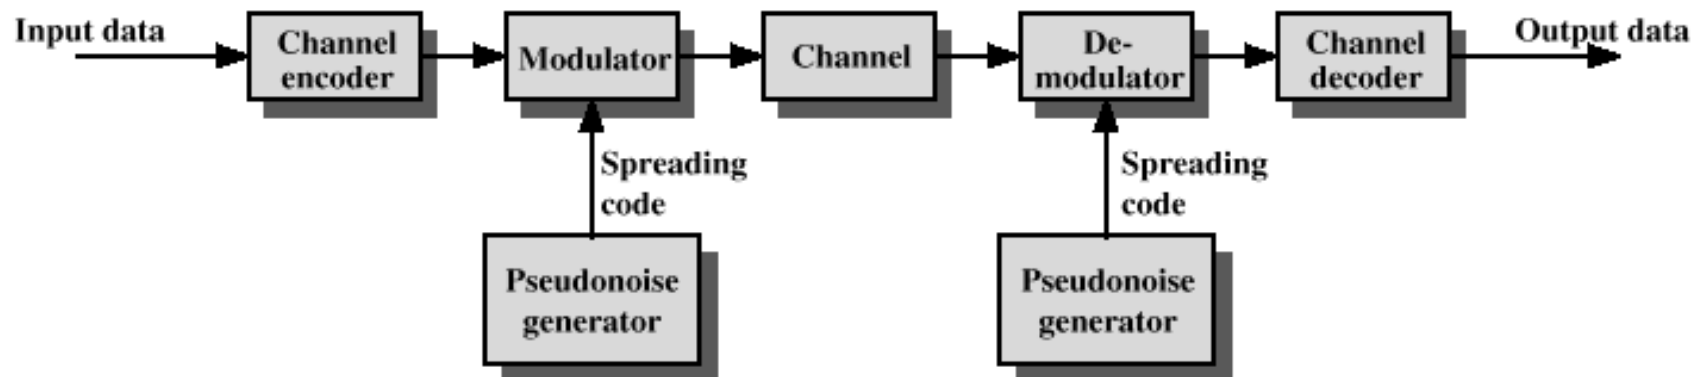 Input data
Channel
encoder
Modulator
Channel
De-
modulator
Channel
decoder
Output data
Spreading
code
Spreading
code
Pseudonoise
generator
Pseudonoise
generator